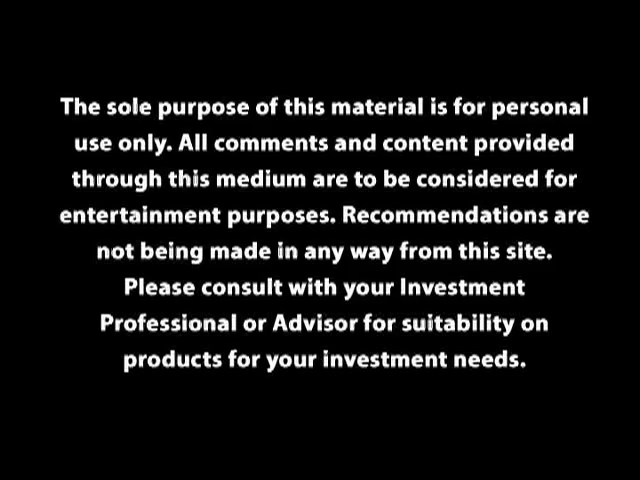 The sole purpose of this material is for personal
use only. All comments and content provided
through this medium are to be considered for
entertainment purposes. Recommendations are
not being made in any way from this site.
Please consult with your Investment
Professional or Advisor for suitability on
products for your investment needs.